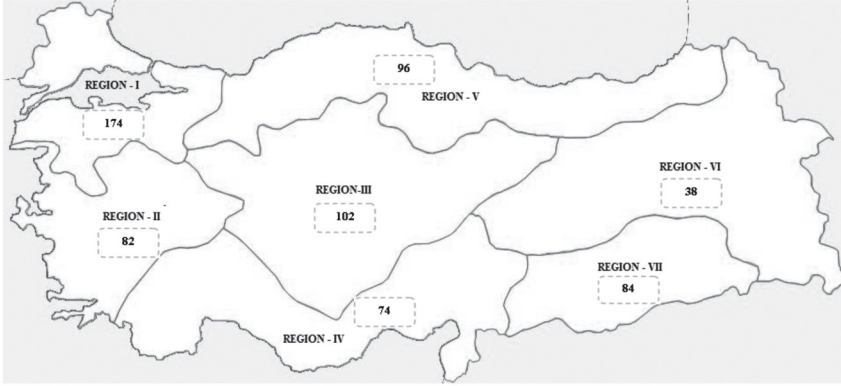 REGION - I
174
96
REGION - V
REGION - VI
38
REGION-III
102
REGION - II
82
REGION - VII
84
74
REGION - IV